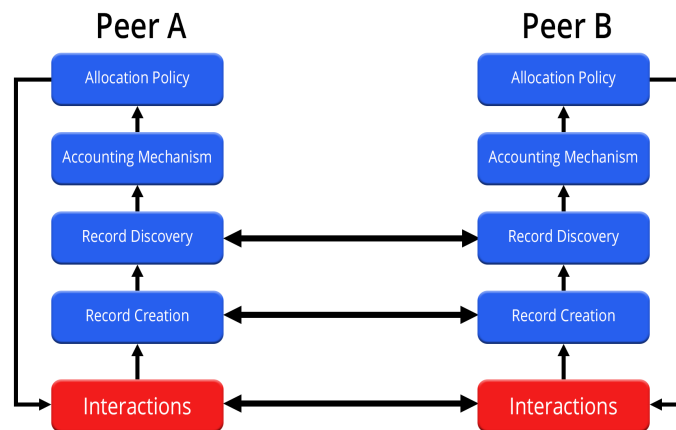 Peer A
Peer B
Allocation Policy
Allocation Policy
Accounting Mechanism
Accounting Mechanism
Record Discovery
Record Discovery
Record Creation
Record Creation
Interactions
Interactions